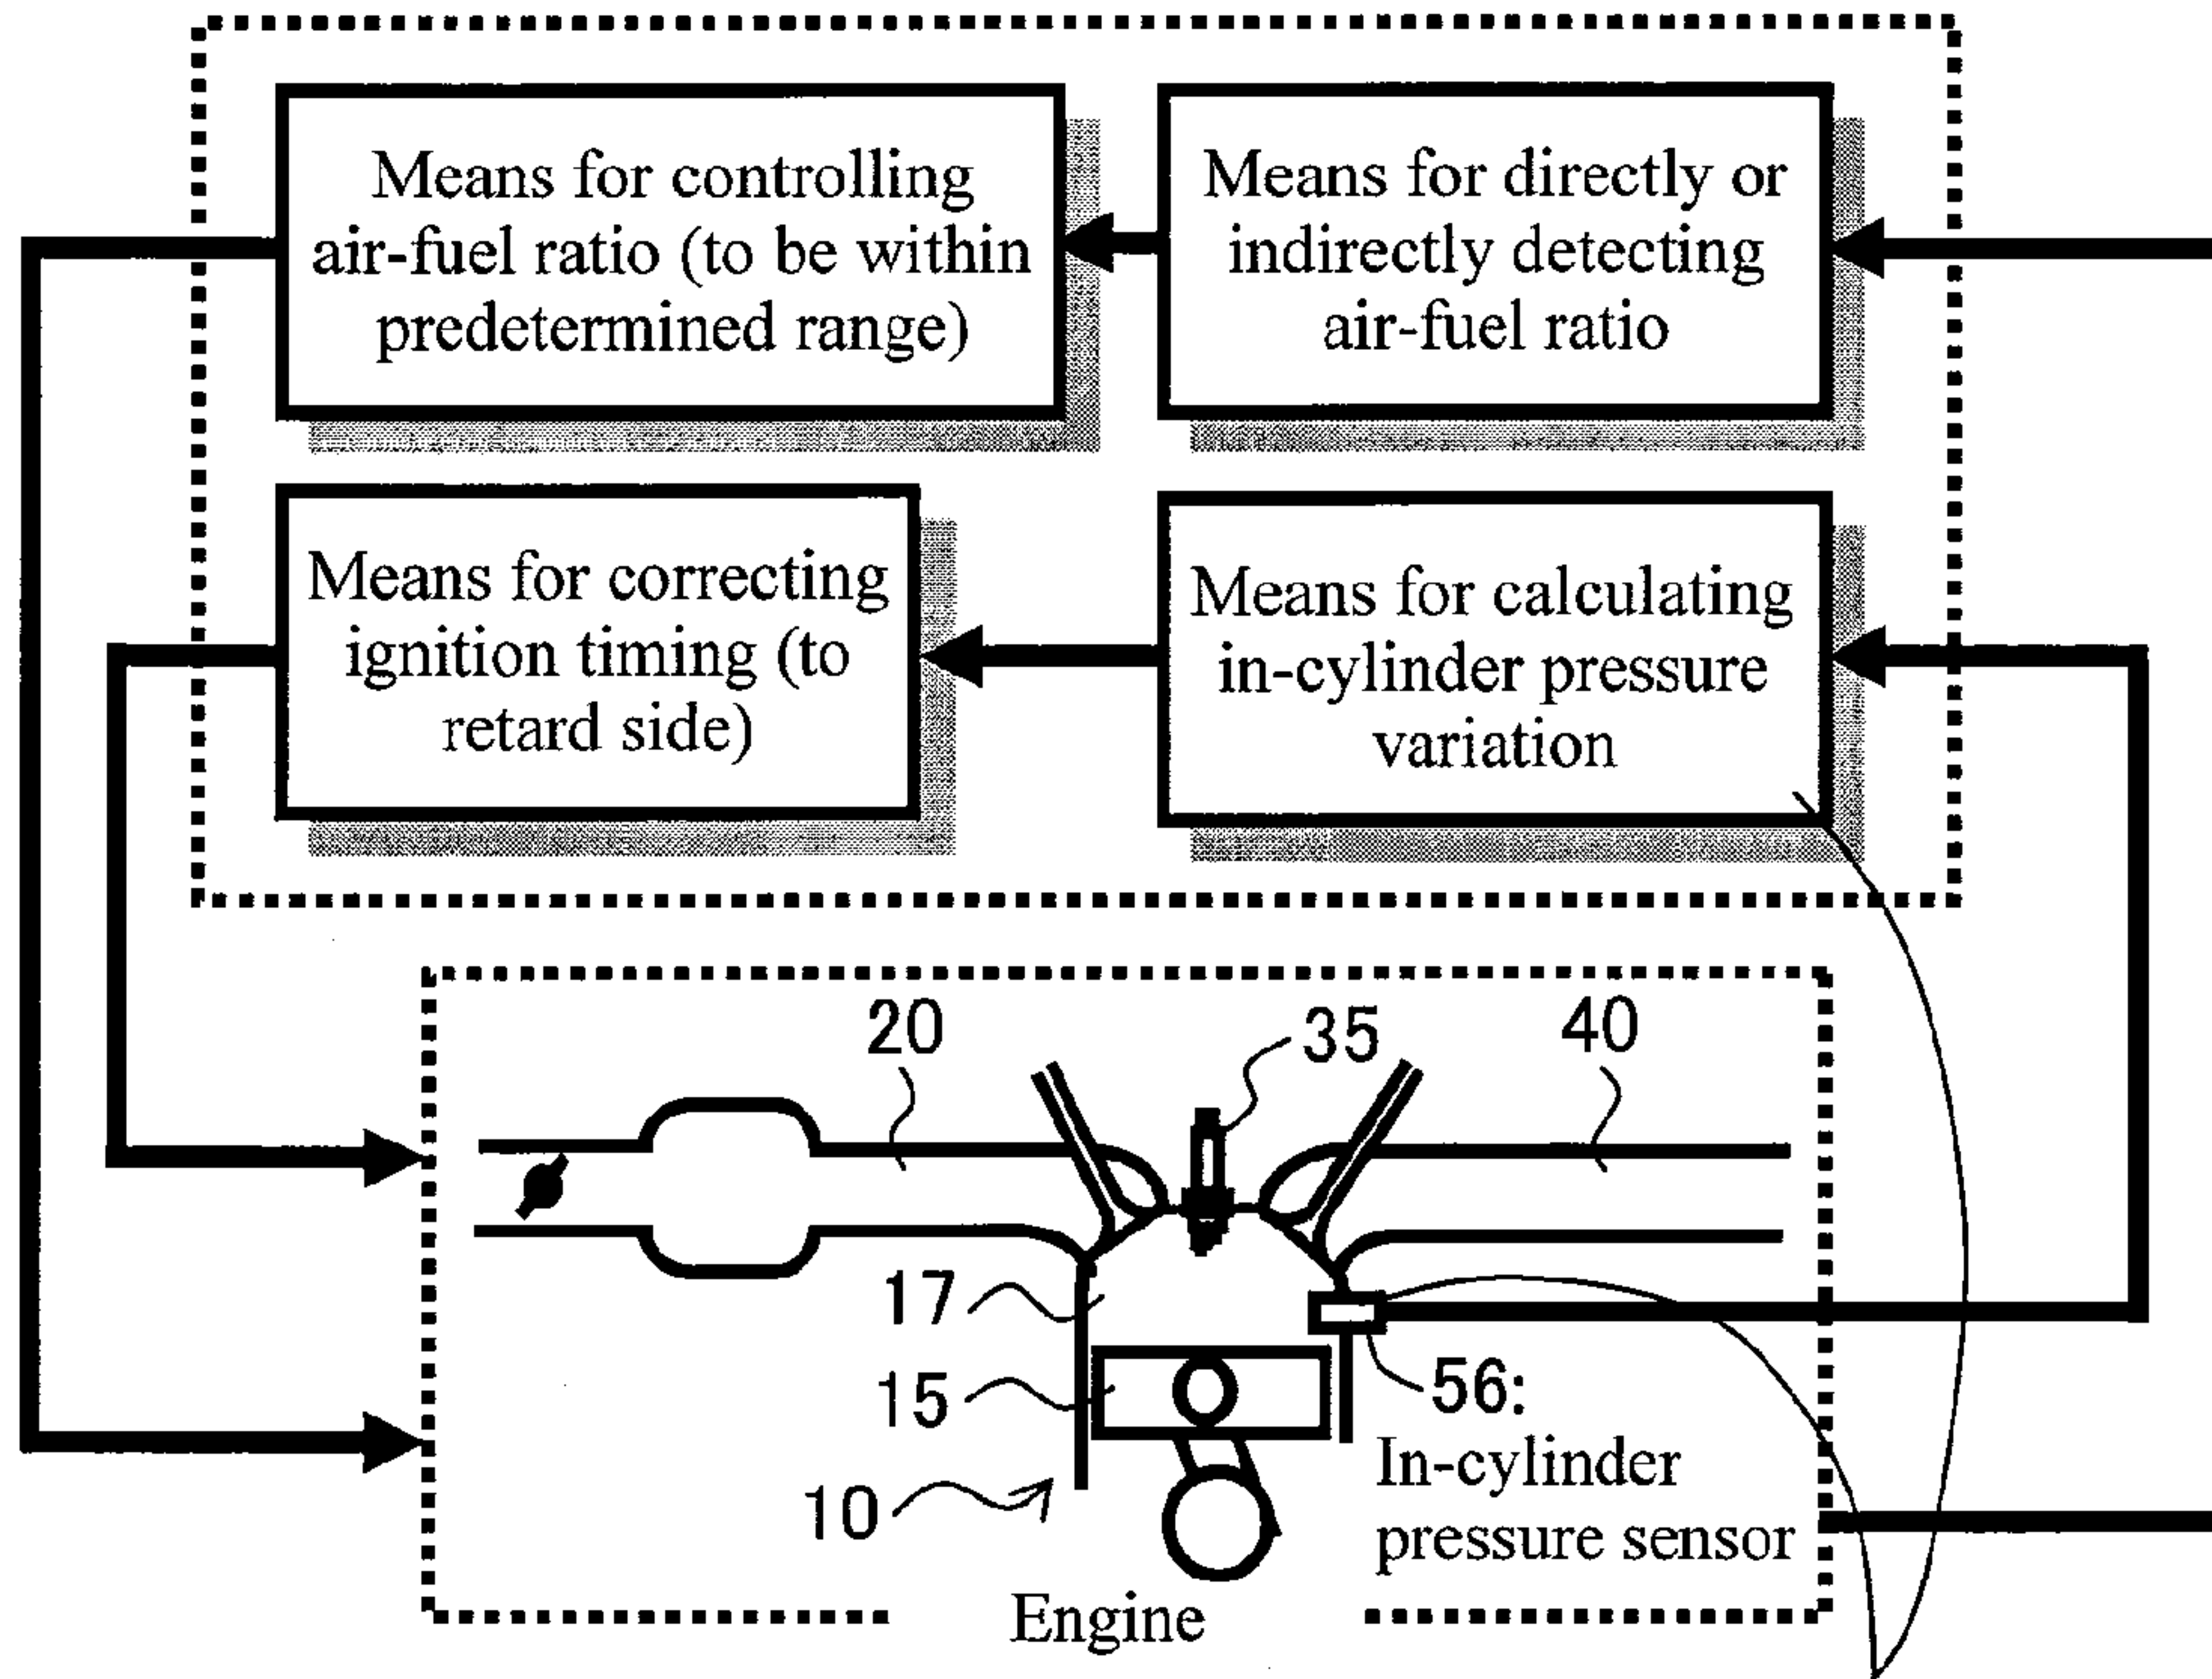 Means for controlling
air-fuel ratio (to be within
predetermined range)
Means for directly or
indirectly detecting
air-fuel ratio
Means for correcting
ignition timing (to
retard side)
Means for calculating
in-cylinder pressure
variation
20
35
40
17
15
10
56:
In-cylinder
pressure sensor
Engine